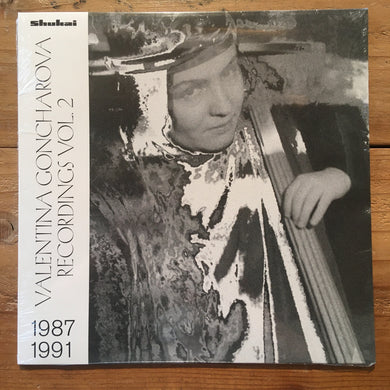 Shukai
VALENTINA GONCHAROVA
RECORDINGS VOL. 2
1987
1991